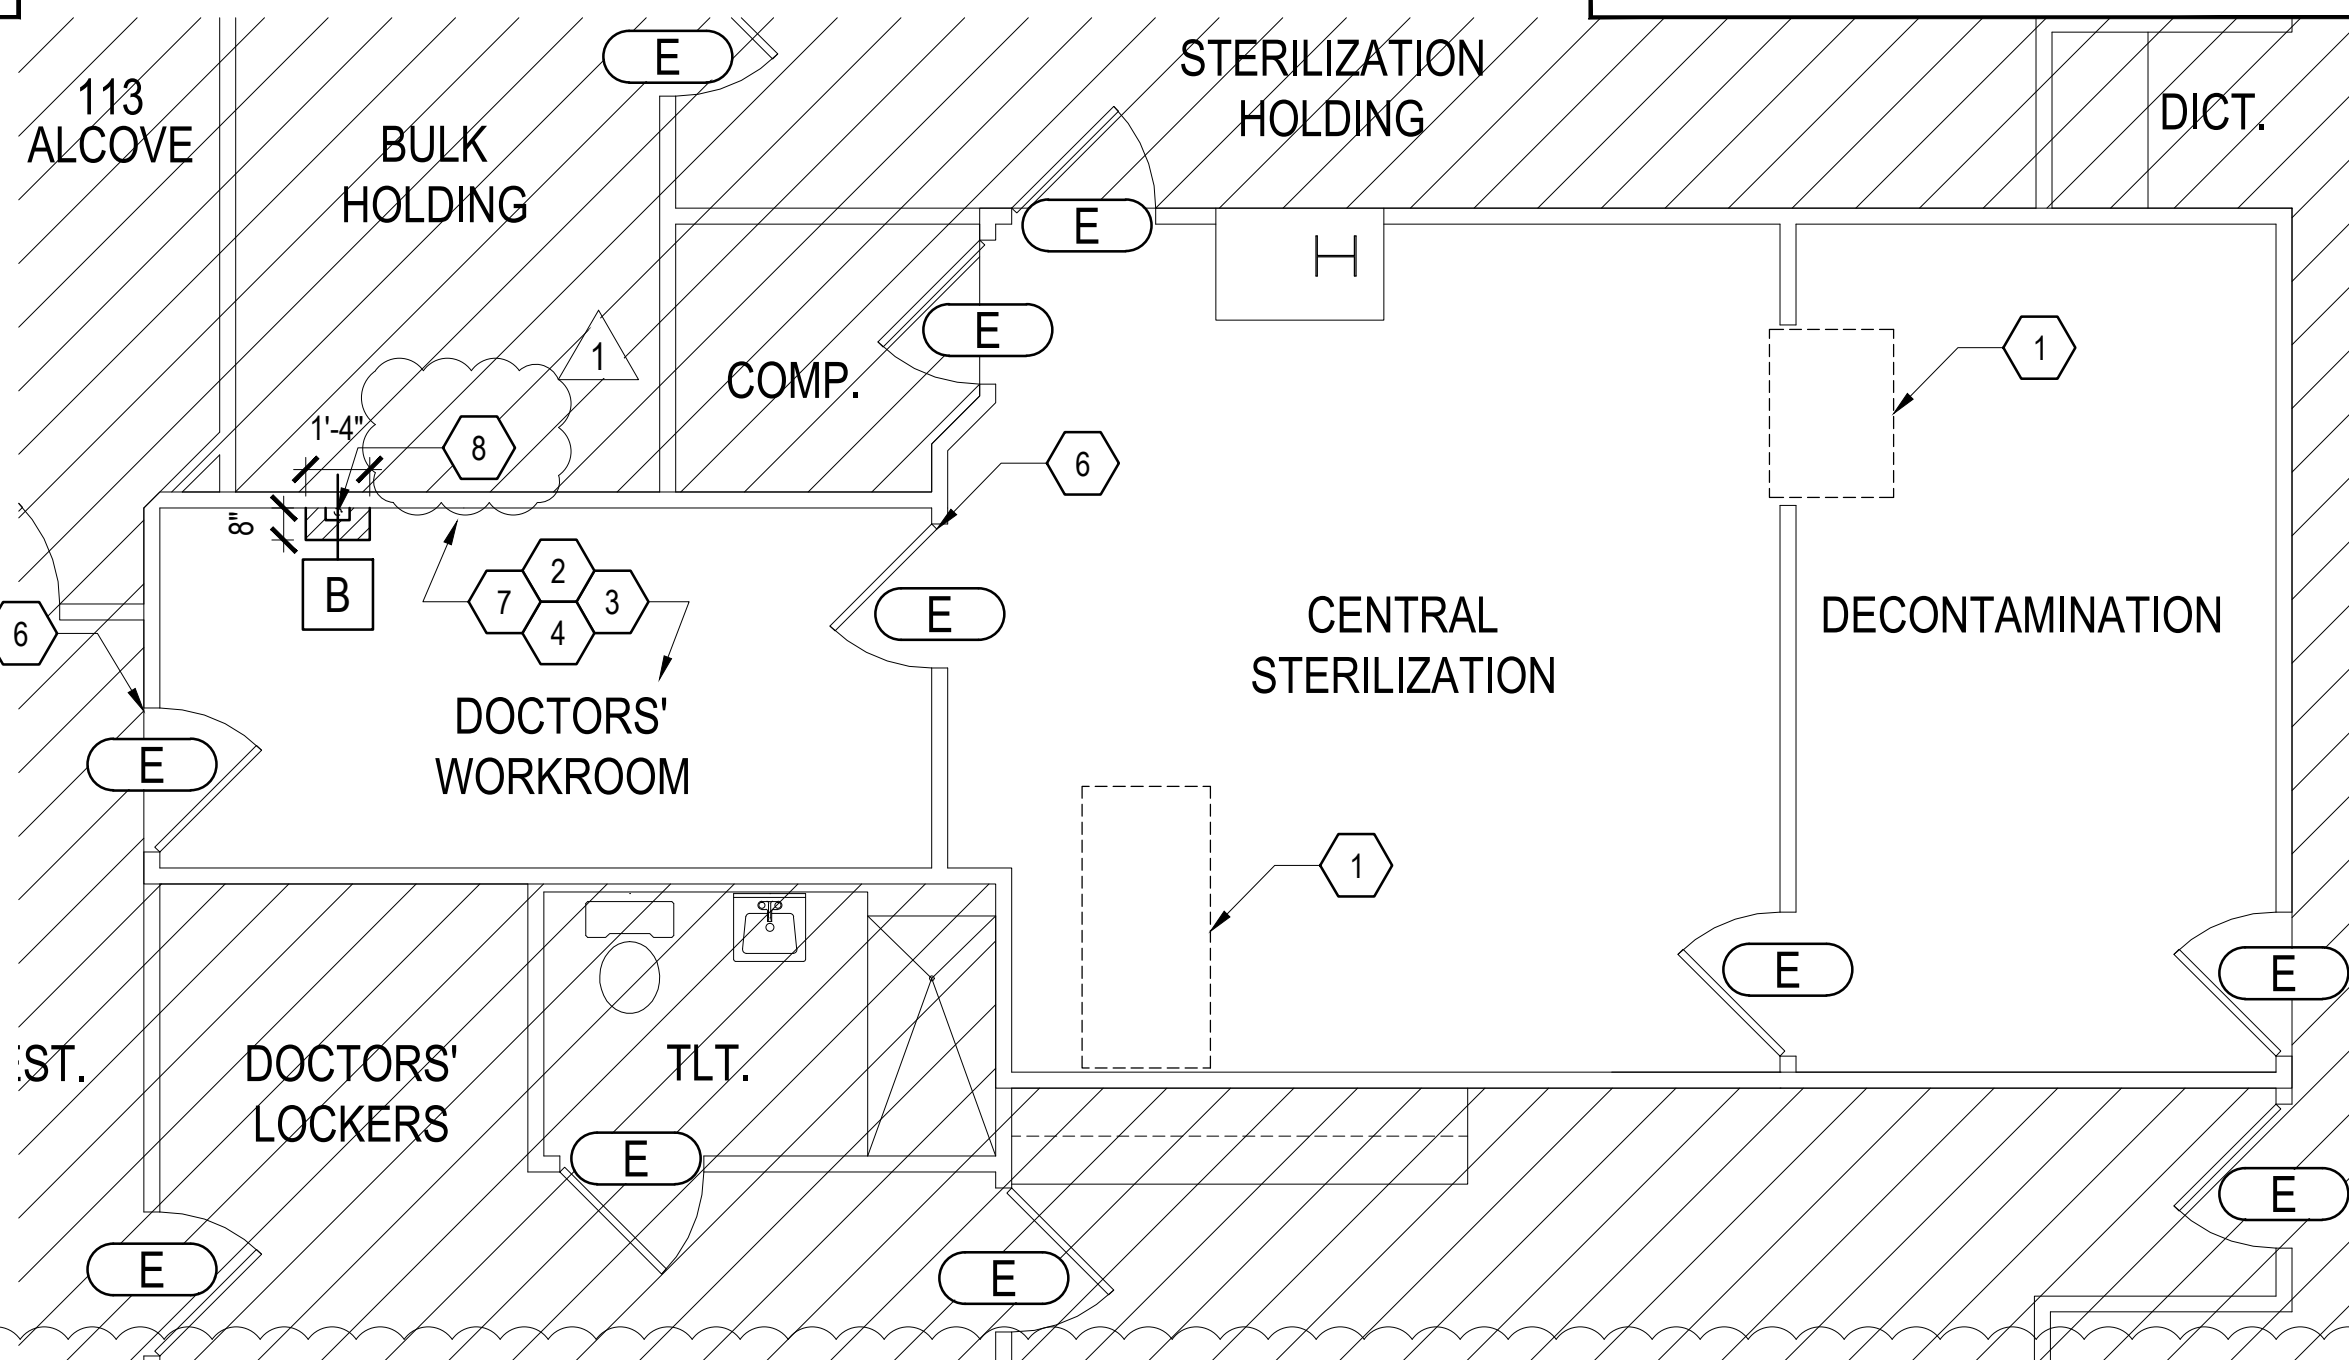 E
STERILIZATION
HOLDING
113
ALCOVE
BULK
HOLDING
DICT.
E
E
1
1
COMP.
1'-4"
8
6
8"
B
2
7
3
4
E
6
CENTRAL
STERILIZATION
DECONTAMINATION
DOCTORS'
WORKROOM
E
1
E
E
DOCTORS'
LOCKERS
TLT.
E
E
E
E